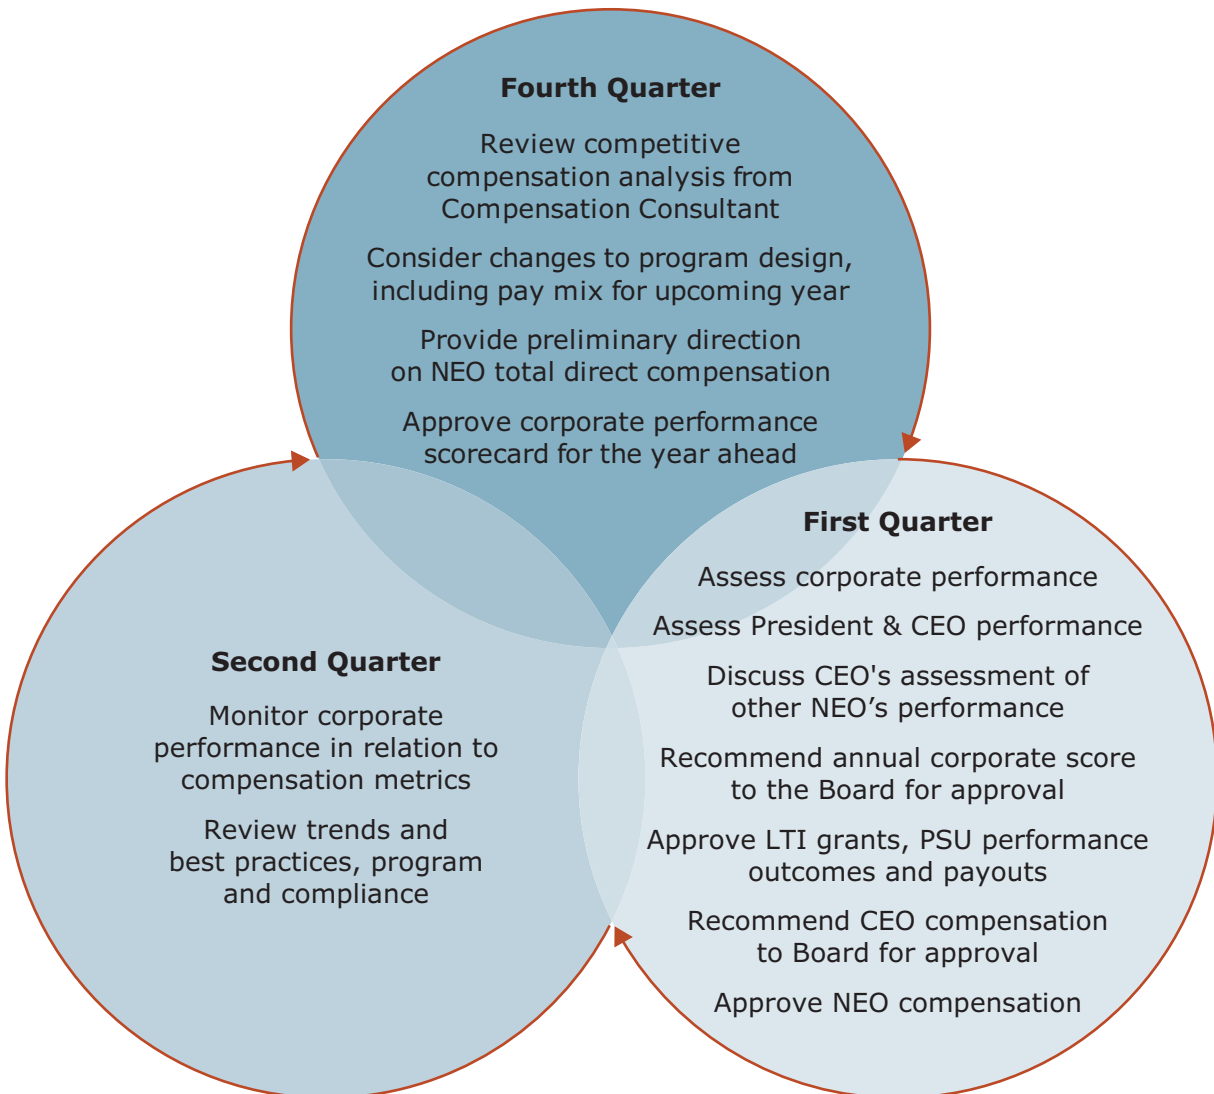 Fourth Quarter
Review competitive
compensation analysis from
Compensation Consultant
Consider changes to program design,
including pay mix for upcoming year
Provide preliminary direction
on NEO total direct compensation
Approve corporate performance
scorecard for the year ahead
First Quarter
Assess corporate performance
Assess President & CEO performance
Discuss CEO's assessment of
other NEO’s performance
Recommend annual corporate score
to the Board for approval
Approve LTI grants, PSU performance
outcomes and payouts
Recommend CEO compensation
to Board for approval
Approve NEO compensation
Second Quarter
Monitor corporate
performance in relation to
compensation metrics
Review trends and
best practices, program
and compliance